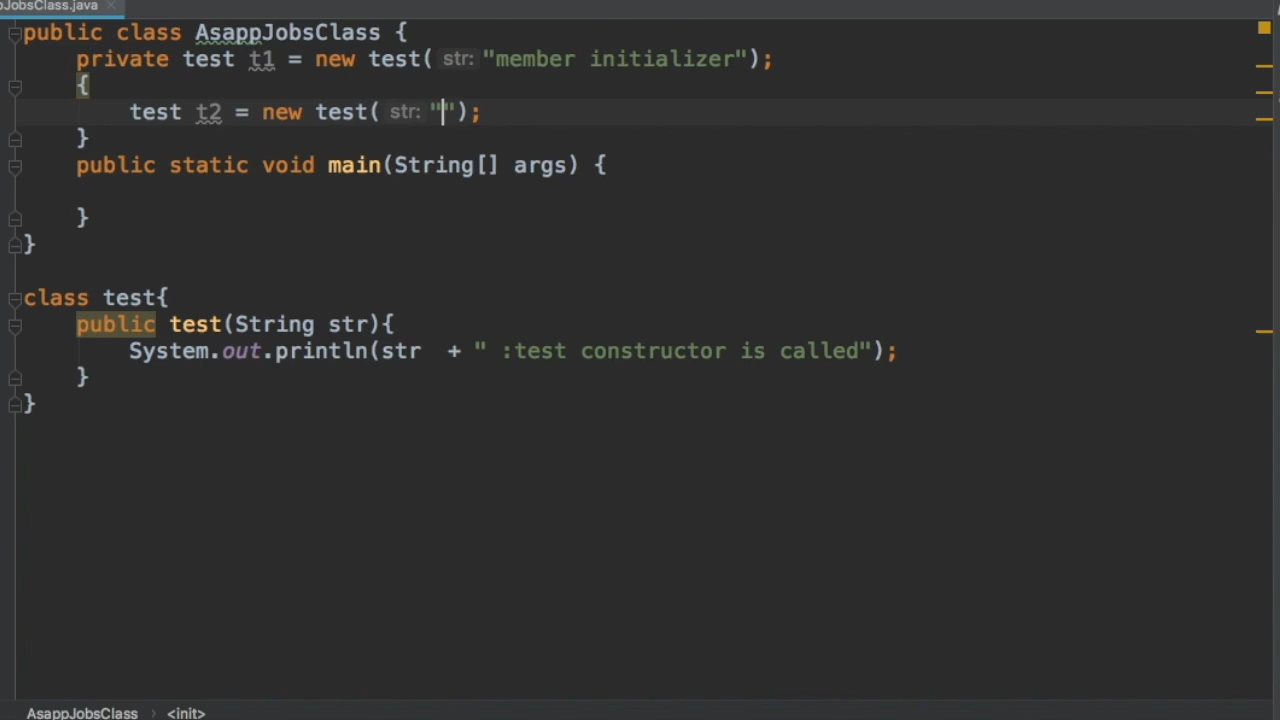 pJobsClass.java ×
public class AsappJobsClass {
private test t1 = new test( str: "member initializer");
{
test t2 = new test( str: "");
}
public static void main(String[] args) {
}
}
class test{
public test(String str){
System.out.println(str  + " :test constructor is called");
}
}
AsappJobsClass › <init>